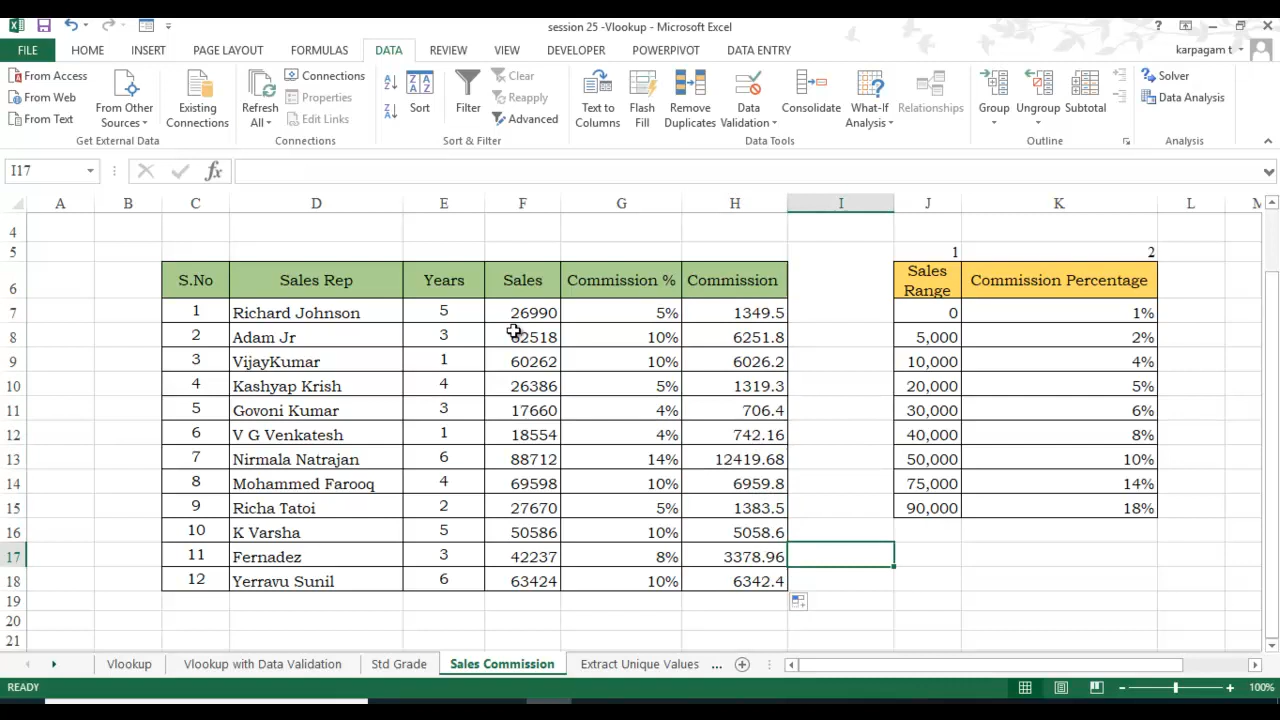 session 25 -Vlookup - Microsoft Excel
FILE HOME INSERT PAGE LAYOUT FORMULAS DATA REVIEW VIEW DEVELOPER POWERPIVOT DATA ENTRY karpagam t
From Access
From Web
From Text
From Other Sources
Existing Connections
Get External Data
Refresh All
Connections
Properties
Edit Links
Connections
Sort
Filter
Clear
Reapply
Advanced
Sort & Filter
Text to Columns
Flash Fill
Remove Duplicates
Data Validation
Consolidate
What-If Analysis
Relationships
Data Tools
Group
Ungroup
Subtotal
Outline
Solver
Data Analysis
Analysis
I17 fx
A B C D E F G H I J K L M
4
5 1 2
6 S.No Sales Rep Years Sales Commission % Commission Sales Range Commission Percentage
7 1 Richard Johnson 5 26990 5% 1349.5 0 1%
8 2 Adam Jr 3 62518 10% 6251.8 5,000 2%
9 3 VijayKumar 1 60262 10% 6026.2 10,000 4%
10 4 Kashyap Krish 4 26386 5% 1319.3 20,000 5%
11 5 Govoni Kumar 3 17660 4% 706.4 30,000 6%
12 6 V G Venkatesh 1 18554 4% 742.16 40,000 8%
13 7 Nirmala Natrajan 6 88712 14% 12419.68 50,000 10%
14 8 Mohammed Farooq 4 69598 10% 6959.8 75,000 14%
15 9 Richa Tatoi 2 27670 5% 1383.5 90,000 18%
16 10 K Varsha 5 50586 10% 5058.6
17 11 Fernadez 3 42237 8% 3378.96
18 12 Yerravu Sunil 6 63424 10% 6342.4
19
20
21
Vlookup Vlookup with Data Validation Std Grade Sales Commission Extract Unique Values ...
READY 100%